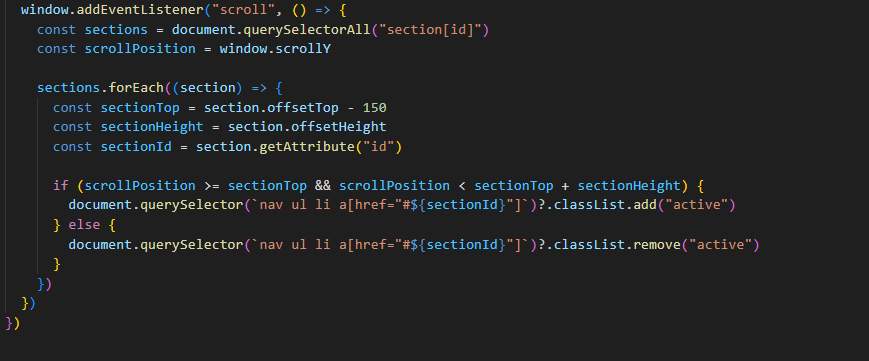 window.addEventListener("scroll", () => {
const sections = document.querySelectorAll("section[id]")
const scrollPosition = window.scrollY
sections.forEach((section) => {
const sectionTop = section.offsetTop - 150
const sectionHeight = section.offsetHeight
const sectionId = section.getAttribute("id")
if (scrollPosition >= sectionTop && scrollPosition < sectionTop + sectionHeight) {
document.querySelector(`nav ul li a[href="#${sectionId}"]`)?.classList.add("active")
} else {
document.querySelector(`nav ul li a[href="#${sectionId}"]`)?.classList.remove("active")
}
})
})
})